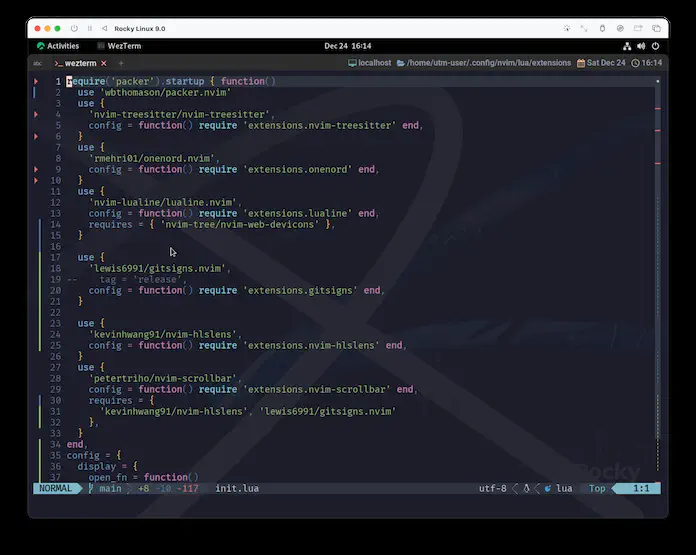 Rocky Linux 9.0
Activities WezTerm Dec 24 16:14
wezterm localhost /home/utm-user/.config/nvim/lua/extensions Sat Dec 24 16:14
1 require('packer').startup { function()
2 use 'wbthomason/packer.nvim'
3 use {
4 'nvim-treesitter/nvim-treesitter',
5 config = function() require 'extensions.nvim-treesitter' end,
6 }
7 use {
8 'rmehri01/onenord.nvim',
9 config = function() require 'extensions.onenord' end,
10 }
11 use {
12 'nvim-lualine/lualine.nvim',
13 config = function() require 'extensions.lualine' end,
14 requires = { 'nvim-tree/nvim-web-devicons' },
15 }
16
17 use {
18 'lewis6991/gitsigns.nvim',
19 -- tag = 'release',
20 config = function() require 'extensions.gitsigns' end,
21 }
22
23 use {
24 'kevinhwang91/nvim-hlslens',
25 config = function() require 'extensions.nvim-hlslens' end,
26 }
27 use {
28 'petertriho/nvim-scrollbar',
29 config = function() require 'extensions.nvim-scrollbar' end,
30 requires = {
31 'kevinhwang91/nvim-hlslens', 'lewis6991/gitsigns.nvim'
32 },
33 }
34 end,
35 config = {
36 display = {
37 open_fn = function()
NORMAL main +8 ~10 -117 init.lua utf-8 lua Top 1:1
Rocky